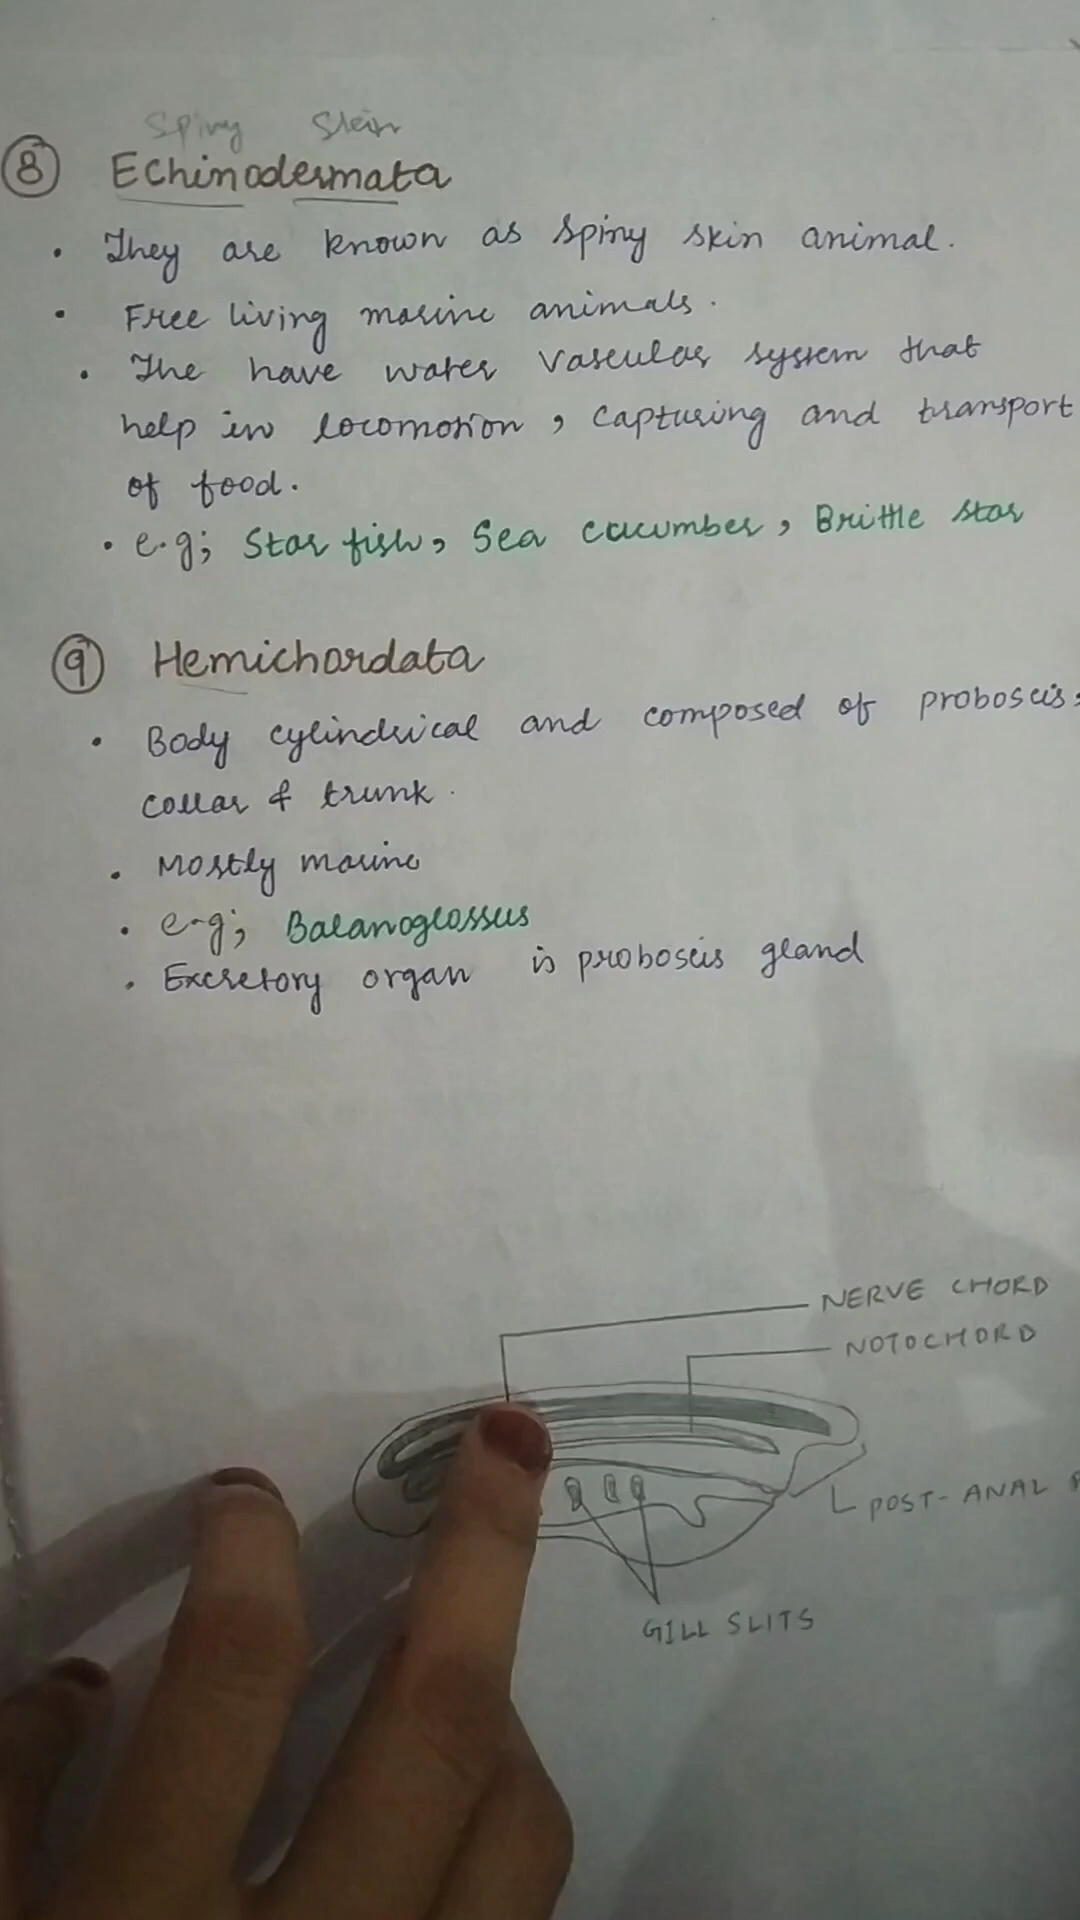 Spiny Skin
8 Echinodermata
• They are known as Spiny skin animal.
• Free living marine animals.
• The have water vascular system that
help in locomotion, capturing and transport
of food.
• e.g; Star fish, Sea cucumber, Brittle star
9 Hemichordata
• Body cylindrical and composed of proboscis,
collar & trunk.
• Mostly marine
• e-g; Balanoglossus
• Excretory organ is proboscis gland
NERVE CHORD
NOTOCHORD
POST-ANAL
GILL SLITS